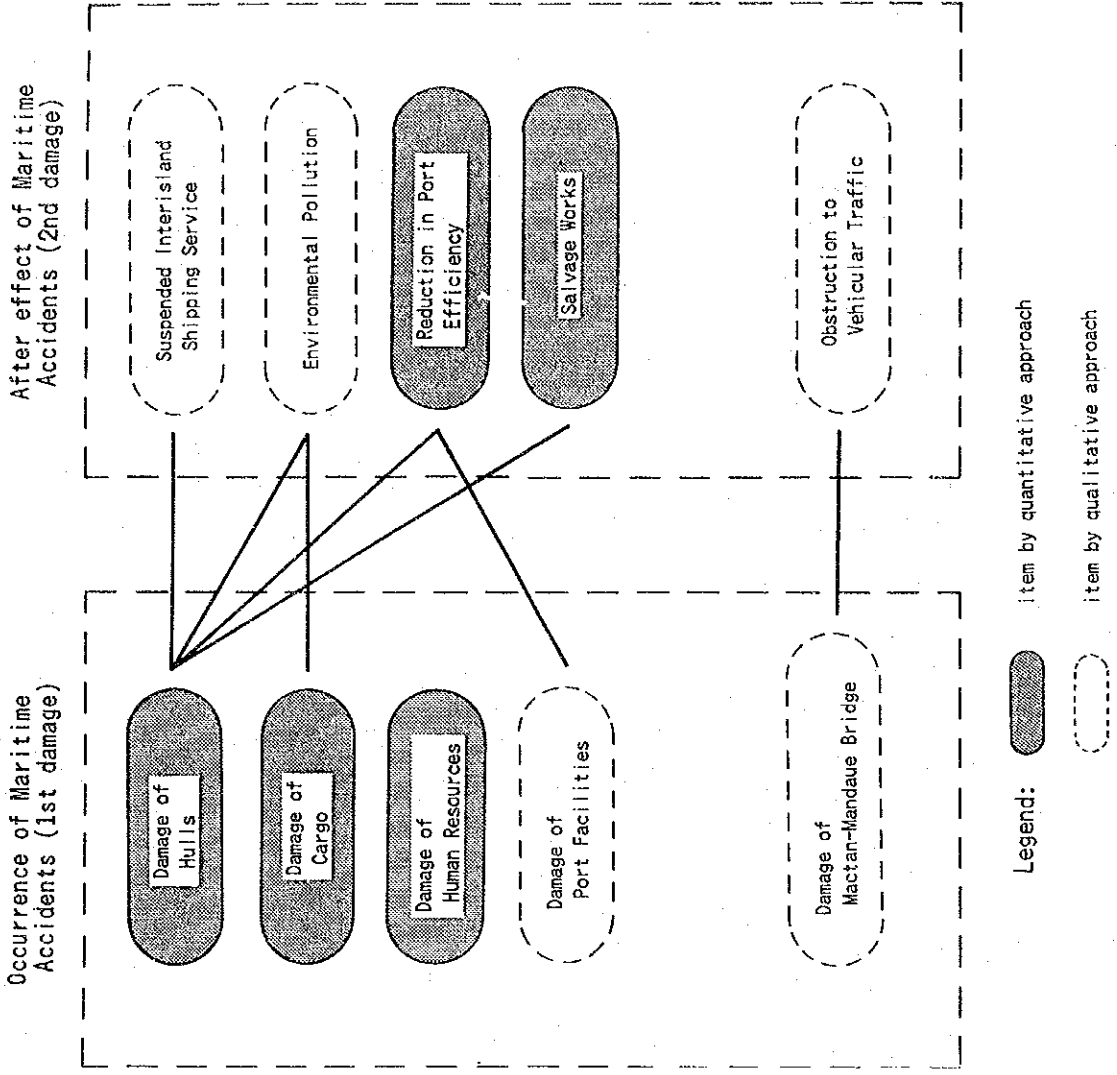 Occurrence of Maritime
Accidents (1st damage)
Damage of
Hulls
Damage of
Cargo
Damage of
Human Resources
Damage of
Port Facilities
Damage of
Mactan-Mandaue Bridge
After effect of Maritime
Accidents (2nd damage)
Suspended Interisland
Shipping Service
Environmental Pollution
Reduction in Port
Efficiency
Salvage Works
Obstruction to
Vehicular Traffic
Legend:
item by quantitative approach
item by qualitative approach